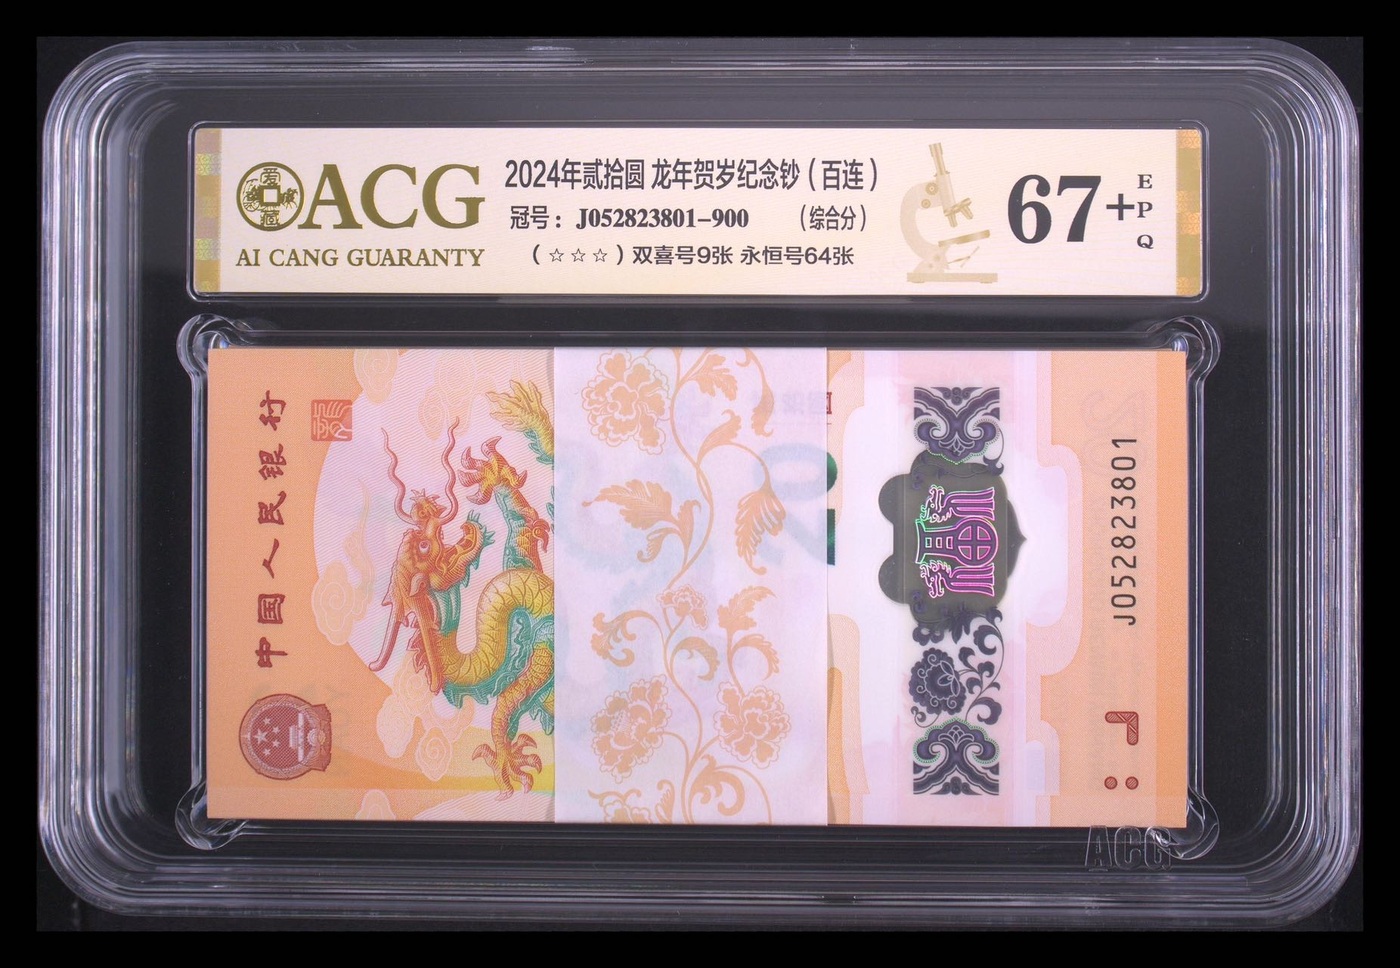 ACG
AI CANG GUARANTY
2024年贰拾圆 龙年贺岁纪念钞（百连）
冠号：J052823801-900 （综合分）
（☆☆☆）双喜号9张 永恒号64张
67+
EPQ
中国人民银行
J052823801
ACG